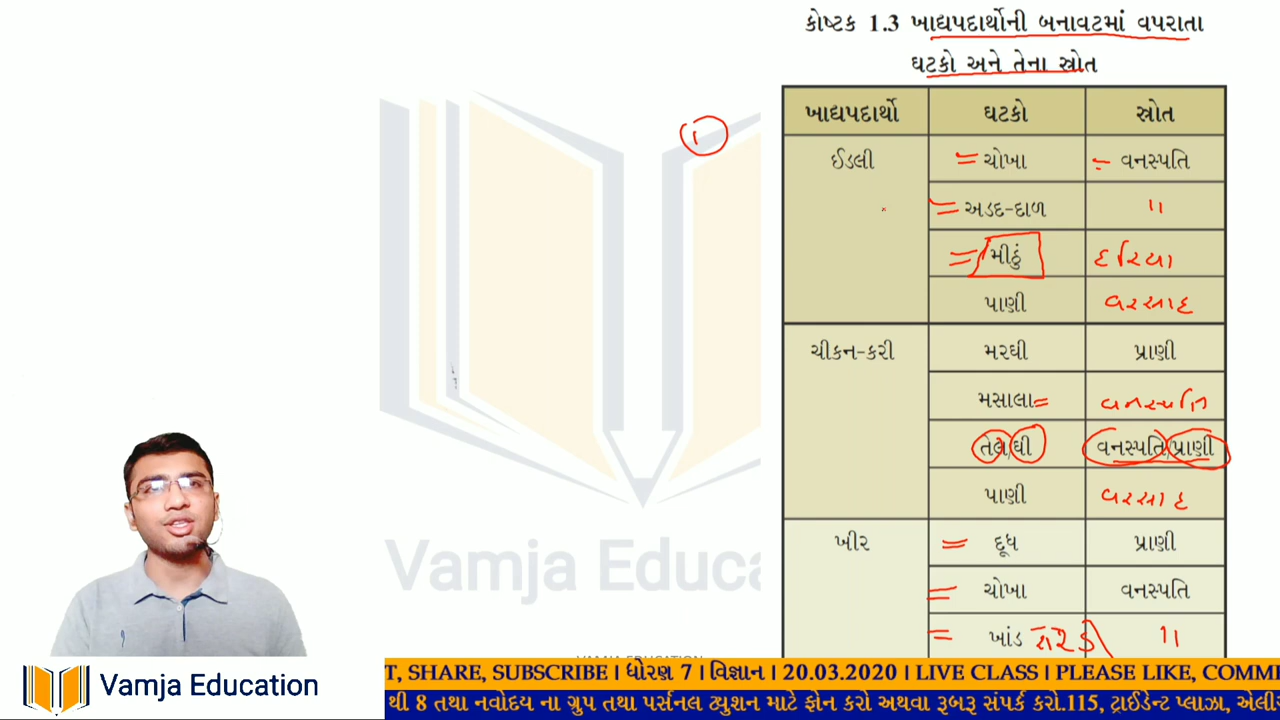 કોષ્ટક 1.3 ખાદ્યપદાર્થોની બનાવટમાં વપરાતા
ઘટકો અને તેના સ્રોત
ખાદ્યપદાર્થો ઘટકો સ્રોત
ઈડલી ચોખા વનસ્પતિ
અડદ-દાળ "
મીઠું દરિયા
પાણી વરસાદ
ચીકન-કરી મરઘી પ્રાણી
મસાલા વનસ્પતિ
તેલ/ઘી વનસ્પતિ/પ્રાણી
પાણી વરસાદ
ખીર દૂધ પ્રાણી
ચોખા વનસ્પતિ
ખાંડ "
Vamja Educa
Vamja Education
T, SHARE, SUBSCRIBE | ધોરણ 7 | વિજ્ઞાન | 20.03.2020 | LIVE CLASS | PLEASE LIKE, COMME
થી 8 તથા નવોદય ના ગ્રુપ તથા પર્સનલ ટ્યુશન માટે ફોન કરો અથવા રૂબરૂ સંપર્ક કરો.115, ટ્રાઈડેન્ટ પ્લાઝા, એલી